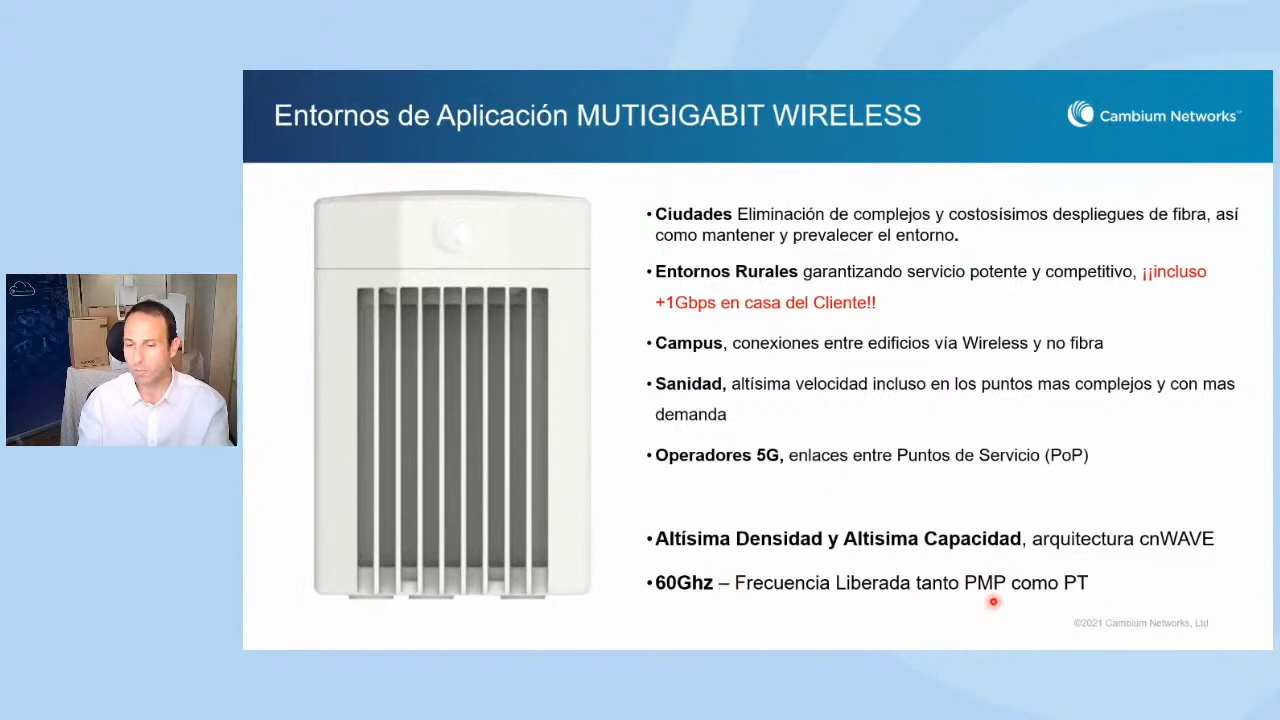 Entornos de Aplicación MUTIGIGABIT WIRELESS
Cambium Networks™
• Ciudades Eliminación de complejos y costosísimos despliegues de fibra, así
como mantener y prevalecer el entorno.
• Entornos Rurales garantizando servicio potente y competitivo, ¡¡incluso
+1Gbps en casa del Cliente!!
• Campus, conexiones entre edificios vía Wireless y no fibra
• Sanidad, altísima velocidad incluso en los puntos mas complejos y con mas
demanda
• Operadores 5G, enlaces entre Puntos de Servicio (PoP)
• Altísima Densidad y Altisima Capacidad, arquitectura cnWAVE
• 60Ghz – Frecuencia Liberada tanto PMP como PT
©2021 Cambium Networks, Ltd